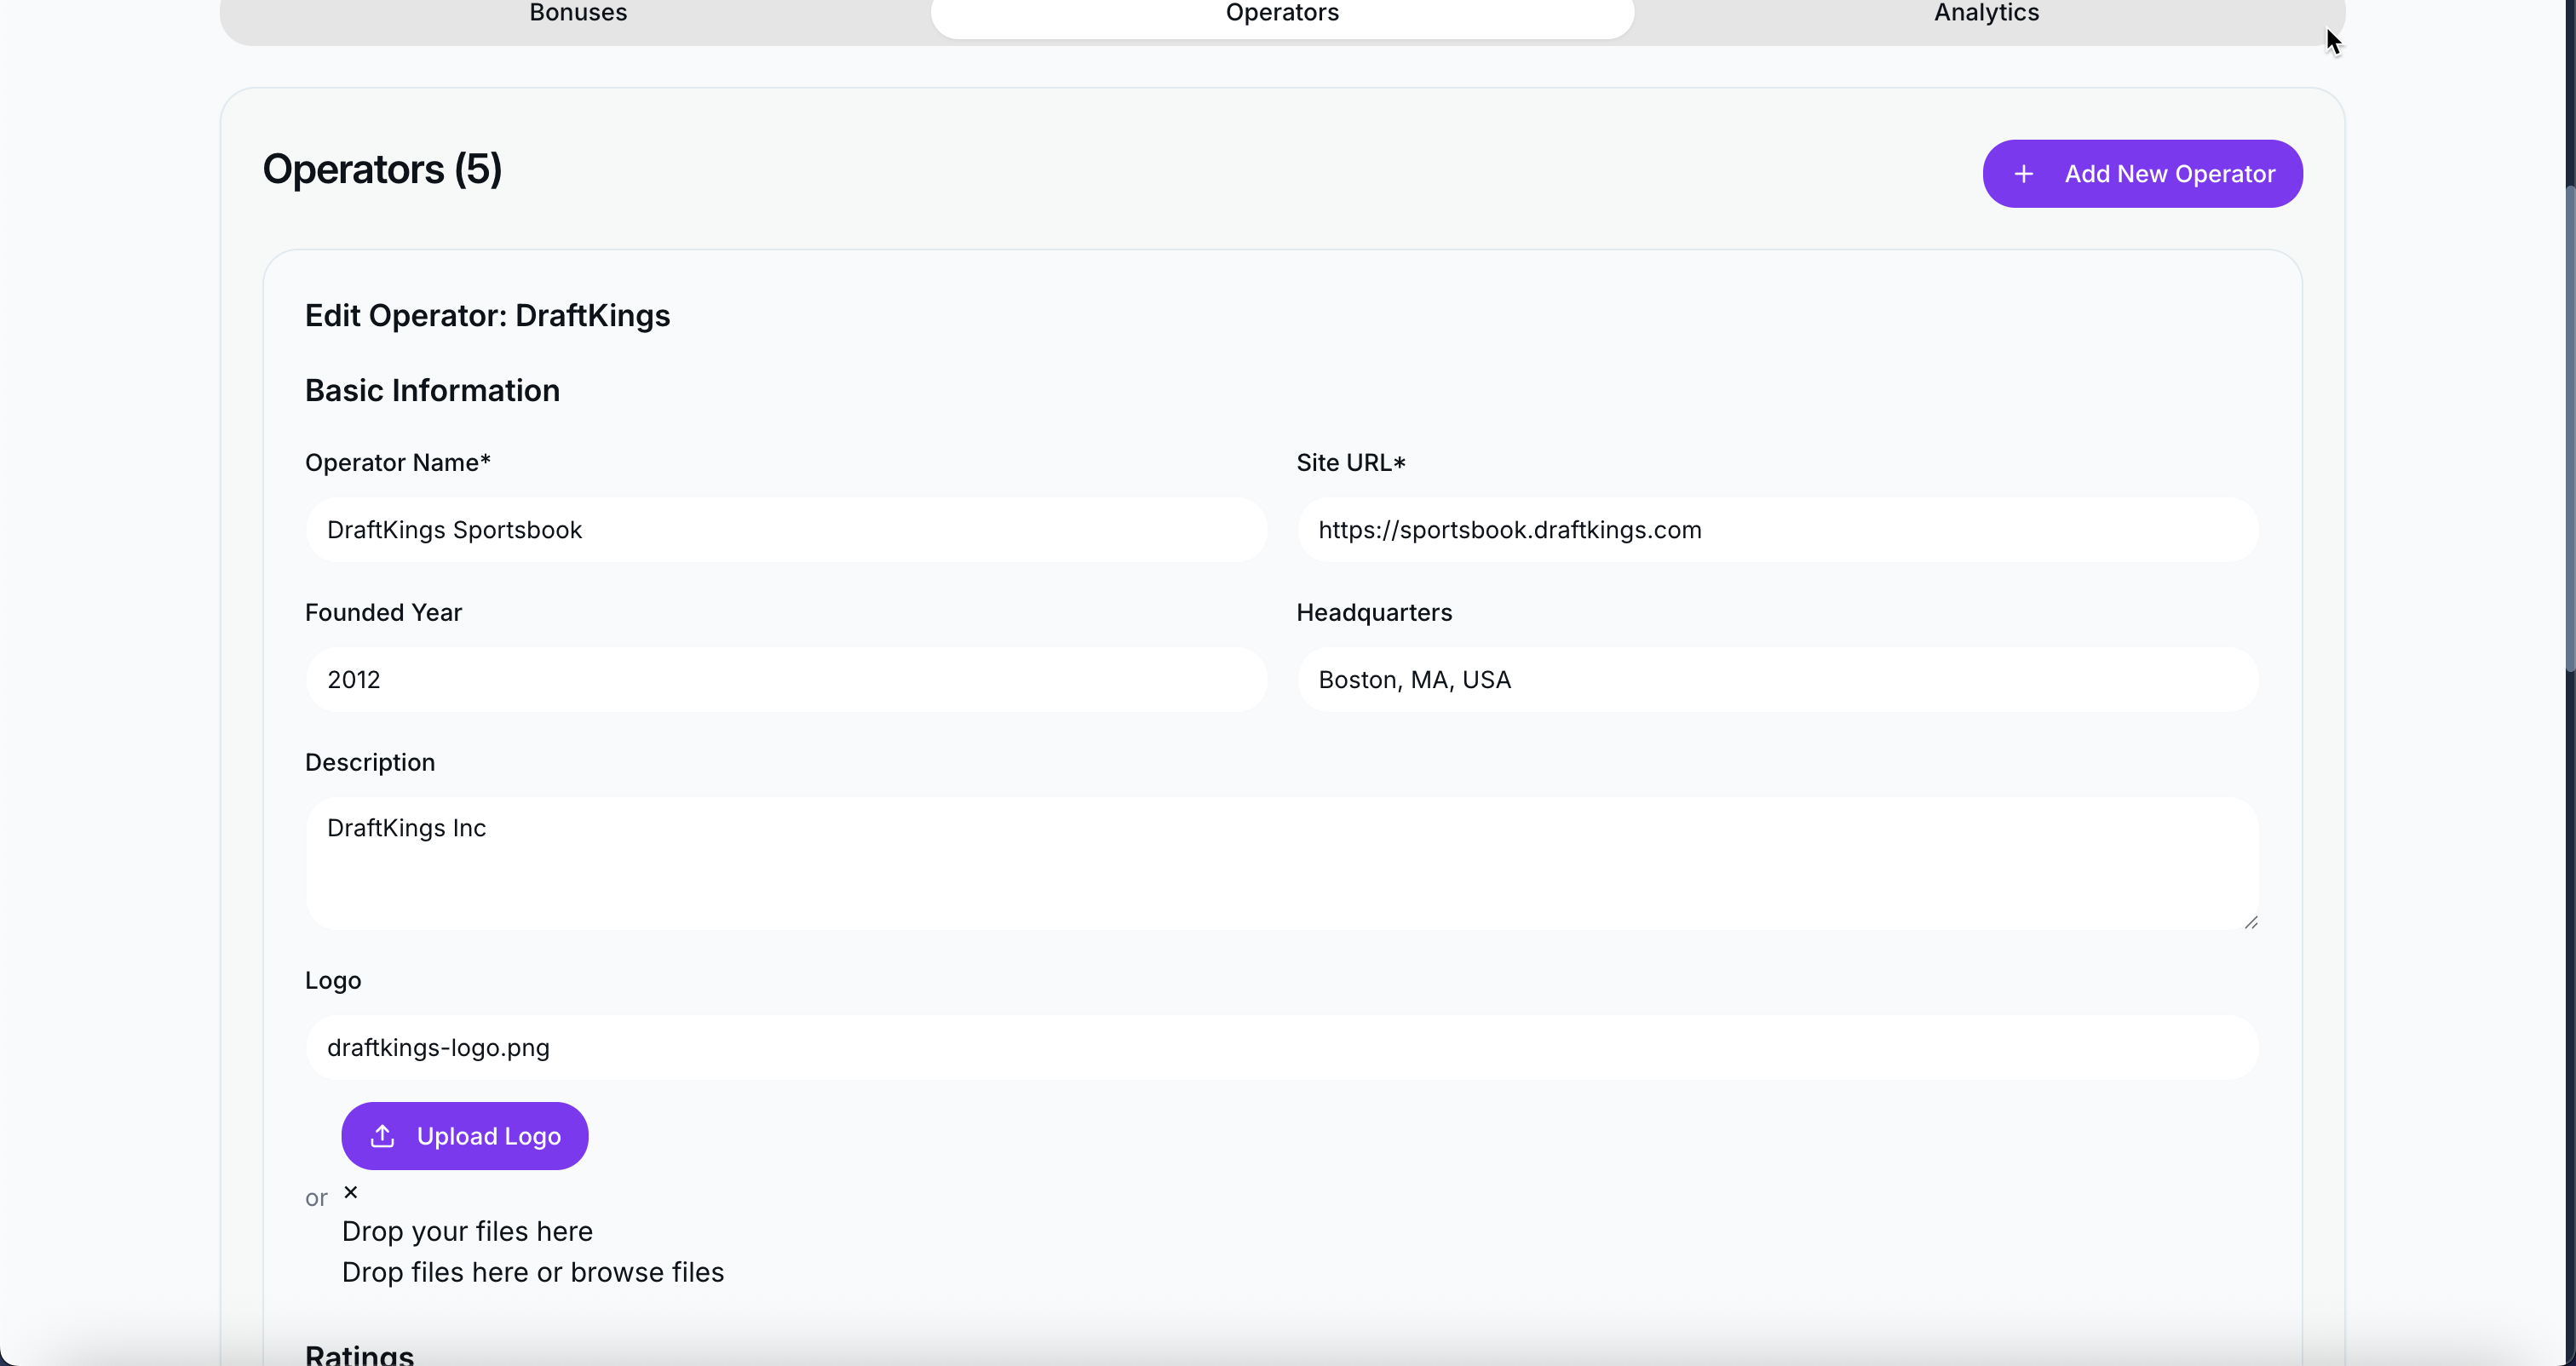 Bonuses
Operators
Analytics
Operators (5)
+ Add New Operator
Edit Operator: DraftKings
Basic Information
Operator Name*
Site URL*
DraftKings Sportsbook
https://sportsbook.draftkings.com
Founded Year
Headquarters
2012
Boston, MA, USA
Description
DraftKings Inc
Logo
draftkings-logo.png
Upload Logo
or ×
Drop your files here
Drop files here or browse files
Ratings